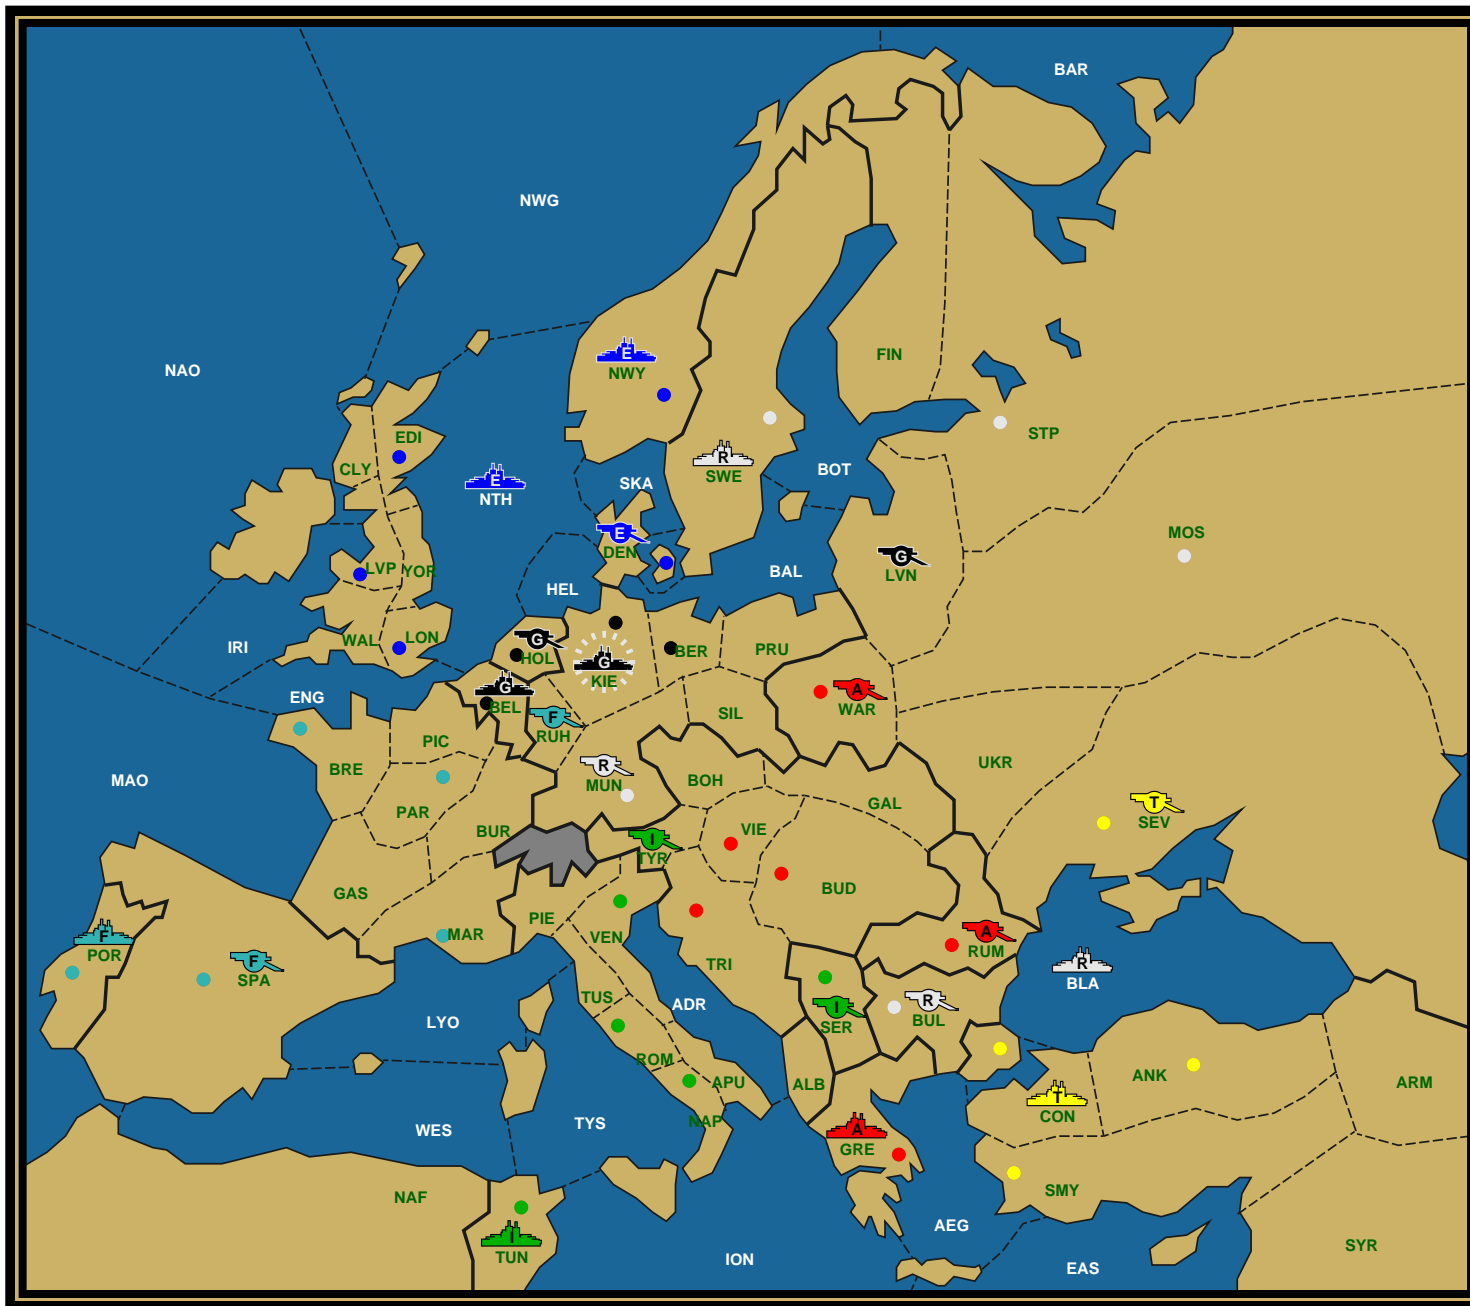 BAR
NWG
NAO
FIN
E
NWY
STP
EDI
CLY
R
SWE
SKA
BOT
E
NTH
MOS
E
DEN
G
LVN
LVP
YOR
HEL
BAL
IRI
WAL
LON
G
HOL
G
KIE
BER
PRU
ENG
G
BEL
A
WAR
F
RUH
SIL
PIC
BRE
MAO
R
MUN
BOH
UKR
GAL
T
SEV
PAR
BUR
VIE
I
TYR
BUD
GAS
PIE
VEN
MAR
F
POR
F
SPA
TRI
A
RUM
R
BLA
TUS
ADR
I
SER
R
BUL
LYO
ROM
APU
ALB
ANK
ARM
T
CON
NAP
WES
TYS
A
GRE
NAF
SMY
I
TUN
AEG
ION
EAS
SYR